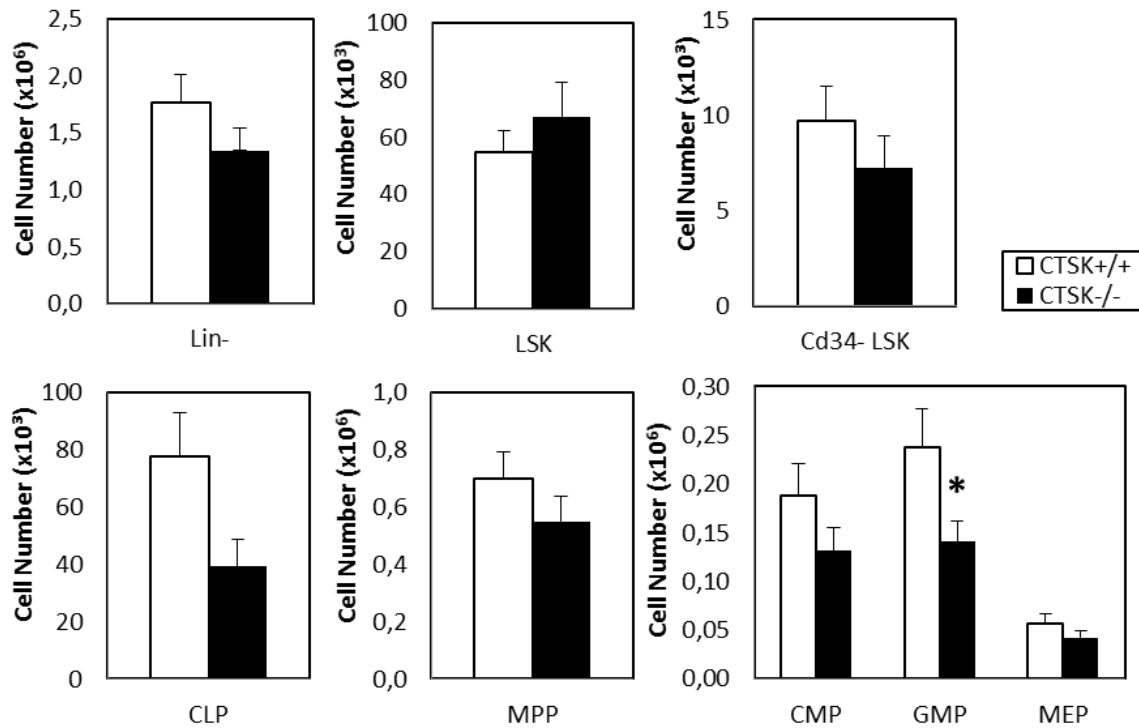 Cell Number (x10⁶)
2,5
2,0
1,5
1,0
0,5
0,0
Lin-
Cell Number (x10³)
100
80
60
40
20
0
LSK
Cell Number (x10³)
15
10
5
0
Cd34- LSK
CTSK+/+
CTSK-/-
Cell Number (x10³)
100
80
60
40
20
0
CLP
Cell Number (x10⁶)
1,0
0,8
0,6
0,4
0,2
0,0
MPP
Cell Number (x10⁶)
0,30
0,25
0,20
0,15
0,10
0,05
0,00
*
CMP GMP MEP